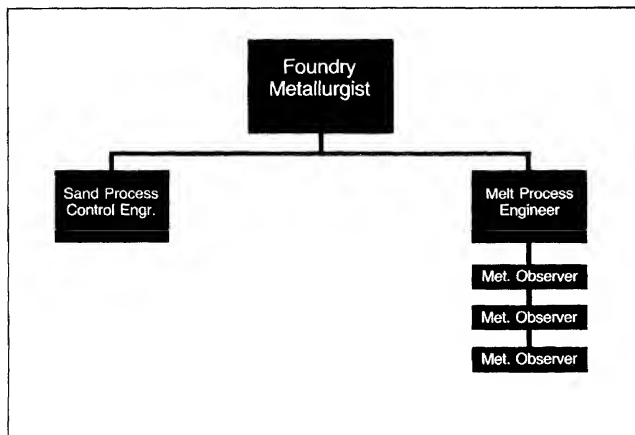 Foundry
Metallurgist
Sand Process
Control Engr.
Melt Process
Engineer
Met. Observer
Met. Observer
Met. Observer